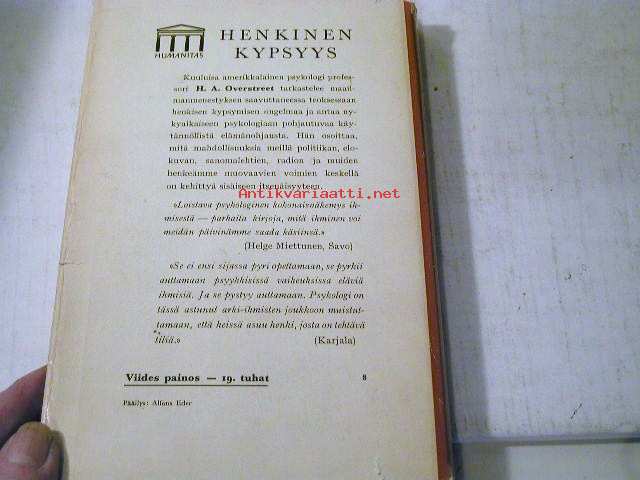 HUMANITAS
HENKINEN
KYPSYYS
Kuuluisa amerikkalainen psykologi profes-
sori H. A. Overstreet tarkastelee maail-
manmenestyksen saavuttaneessa teoksessaan
henkisen kypsymisen ongelmaa ja antaa ny-
kyaikaiseen psykologiaan pohjautuvaa käy-
tännöllistä elämänohjausta. Hän osoittaa,
mitä mahdollisuuksia meillä politiikan, elo-
kuvan, sanomalehtien, radion ja muiden
henkeämme muovaavien voimien keskellä
on kehittyä sisäiseen itsenäisyyteen.
Antikvariaatti.net
»Loistava psykologinen kokonaisnäkemys ih-
misestä — parhaita kirjoja, mitä ihminen voi
meidän päivinämme saada käsiinsä.»
(Helge Miettunen, Savo)
»Se ei ensi sijassa pyri opettamaan, se pyrkii
auttamaan psyykkisissä vaikeuksissa eläviä
ihmisiä. Ja se pystyy auttamaan. Psykologi on
tässä astunut arki-ihmisten joukkoon muistut-
tamaan, että heissä asuu henki, josta on tehtävä
tiliä.» (Karjala)
Viides painos — 19. tuhat 8
Päällys: Alfons Eder